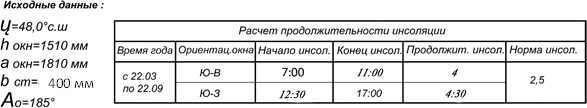 Исходные данные :
Ц=48,0°с.ш
h окн=1510 мм
a окн=1810 мм
b ст= 400 мм
Ао=185°
Расчет продолжительности инсоляции
Время года Ориентац.окна Начало инсол. Конец инсол. Продолжит. инсол. Норма инсол.
с 22.03 по 22.09 Ю-В 7:00 11:00 4 2,5
Ю-З 12:30 17:00 4:30